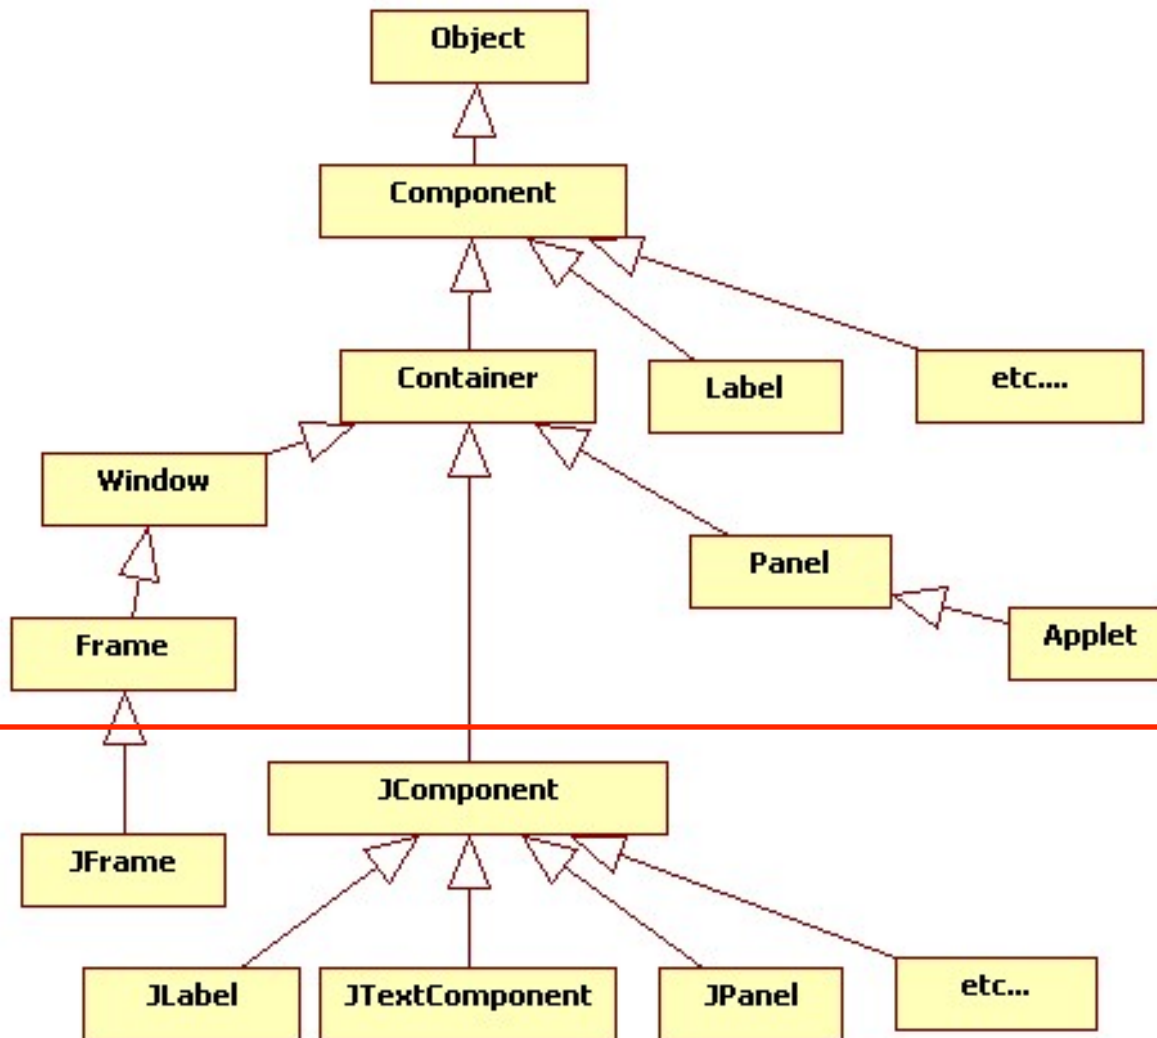 Object
Component
Container
Label
etc....
Window
Panel
Frame
Applet
JComponent
JFrame
JLabel
JTextComponent
JPanel
etc...